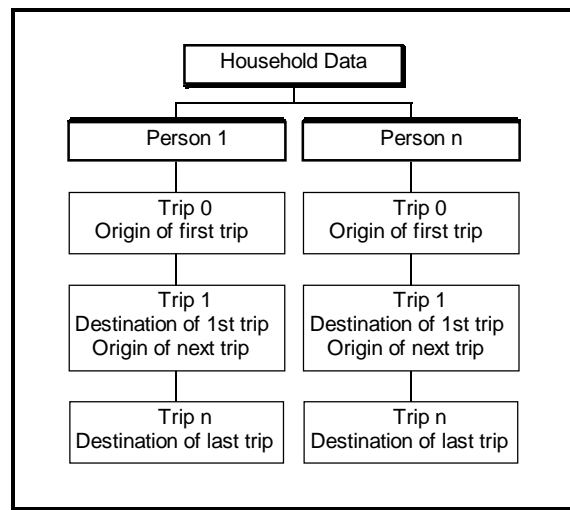 Household Data
Person 1
Person n
Trip 0
Origin of first trip
Trip 0
Origin of first trip
Trip 1
Destination of 1st trip
Origin of next trip
Trip 1
Destination of 1st trip
Origin of next trip
Trip n
Destination of last trip
Trip n
Destination of last trip